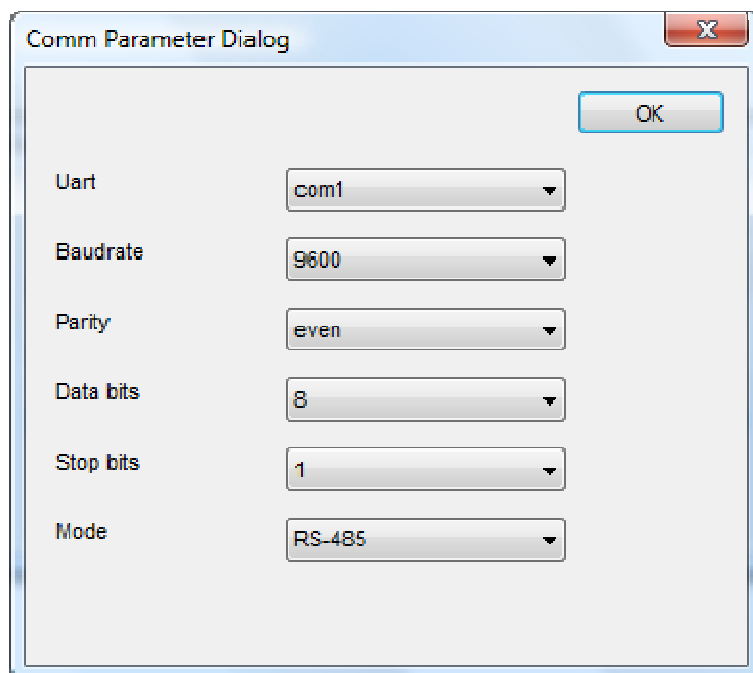 Comm Parameter Dialog
OK
Uart com1
Baudrate 9600
Parity even
Data bits 8
Stop bits 1
Mode RS-485